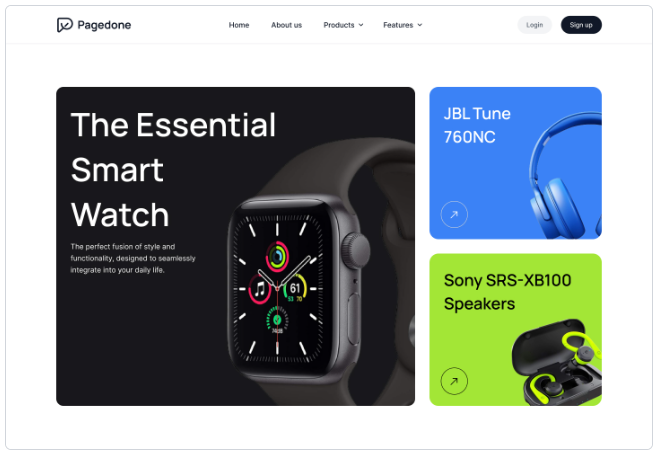 Pagedone
Home
About us
Products
Features
Login
Sign up
The Essential
Smart
Watch
The perfect fusion of style and
functionality, designed to seamlessly
integrate into your daily life.
61
JBL Tune
760NC
Sony SRS-XB100
Speakers